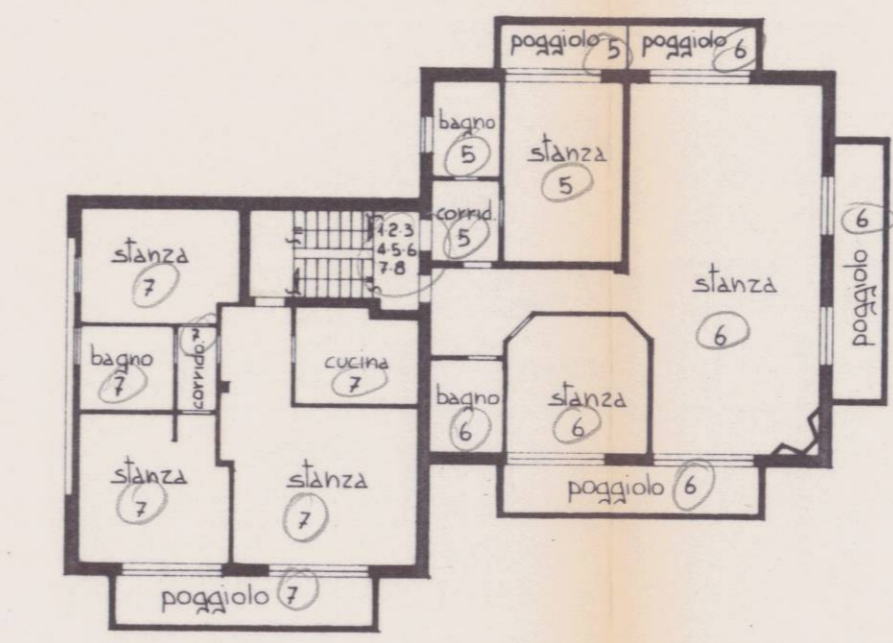 poggiolo 5
poggiolo 6
bagno
5
stanza
5
corrid.
5
1·2·3
4·5·6
7·8
stanza
7
stanza
6
6
poggiolo
7
corrido.
bagno
7
cucina
7
bagno
6
stanza
6
stanza
7
stanza
7
poggiolo 6
poggiolo 7